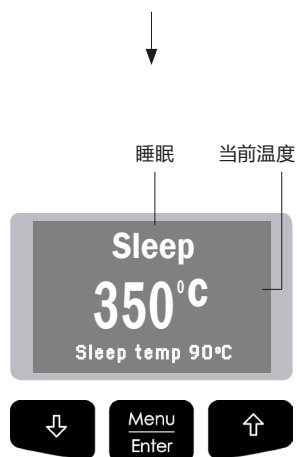 睡眠 当前温度
Sleep
350°C
Sleep temp 90°C
Menu
Enter